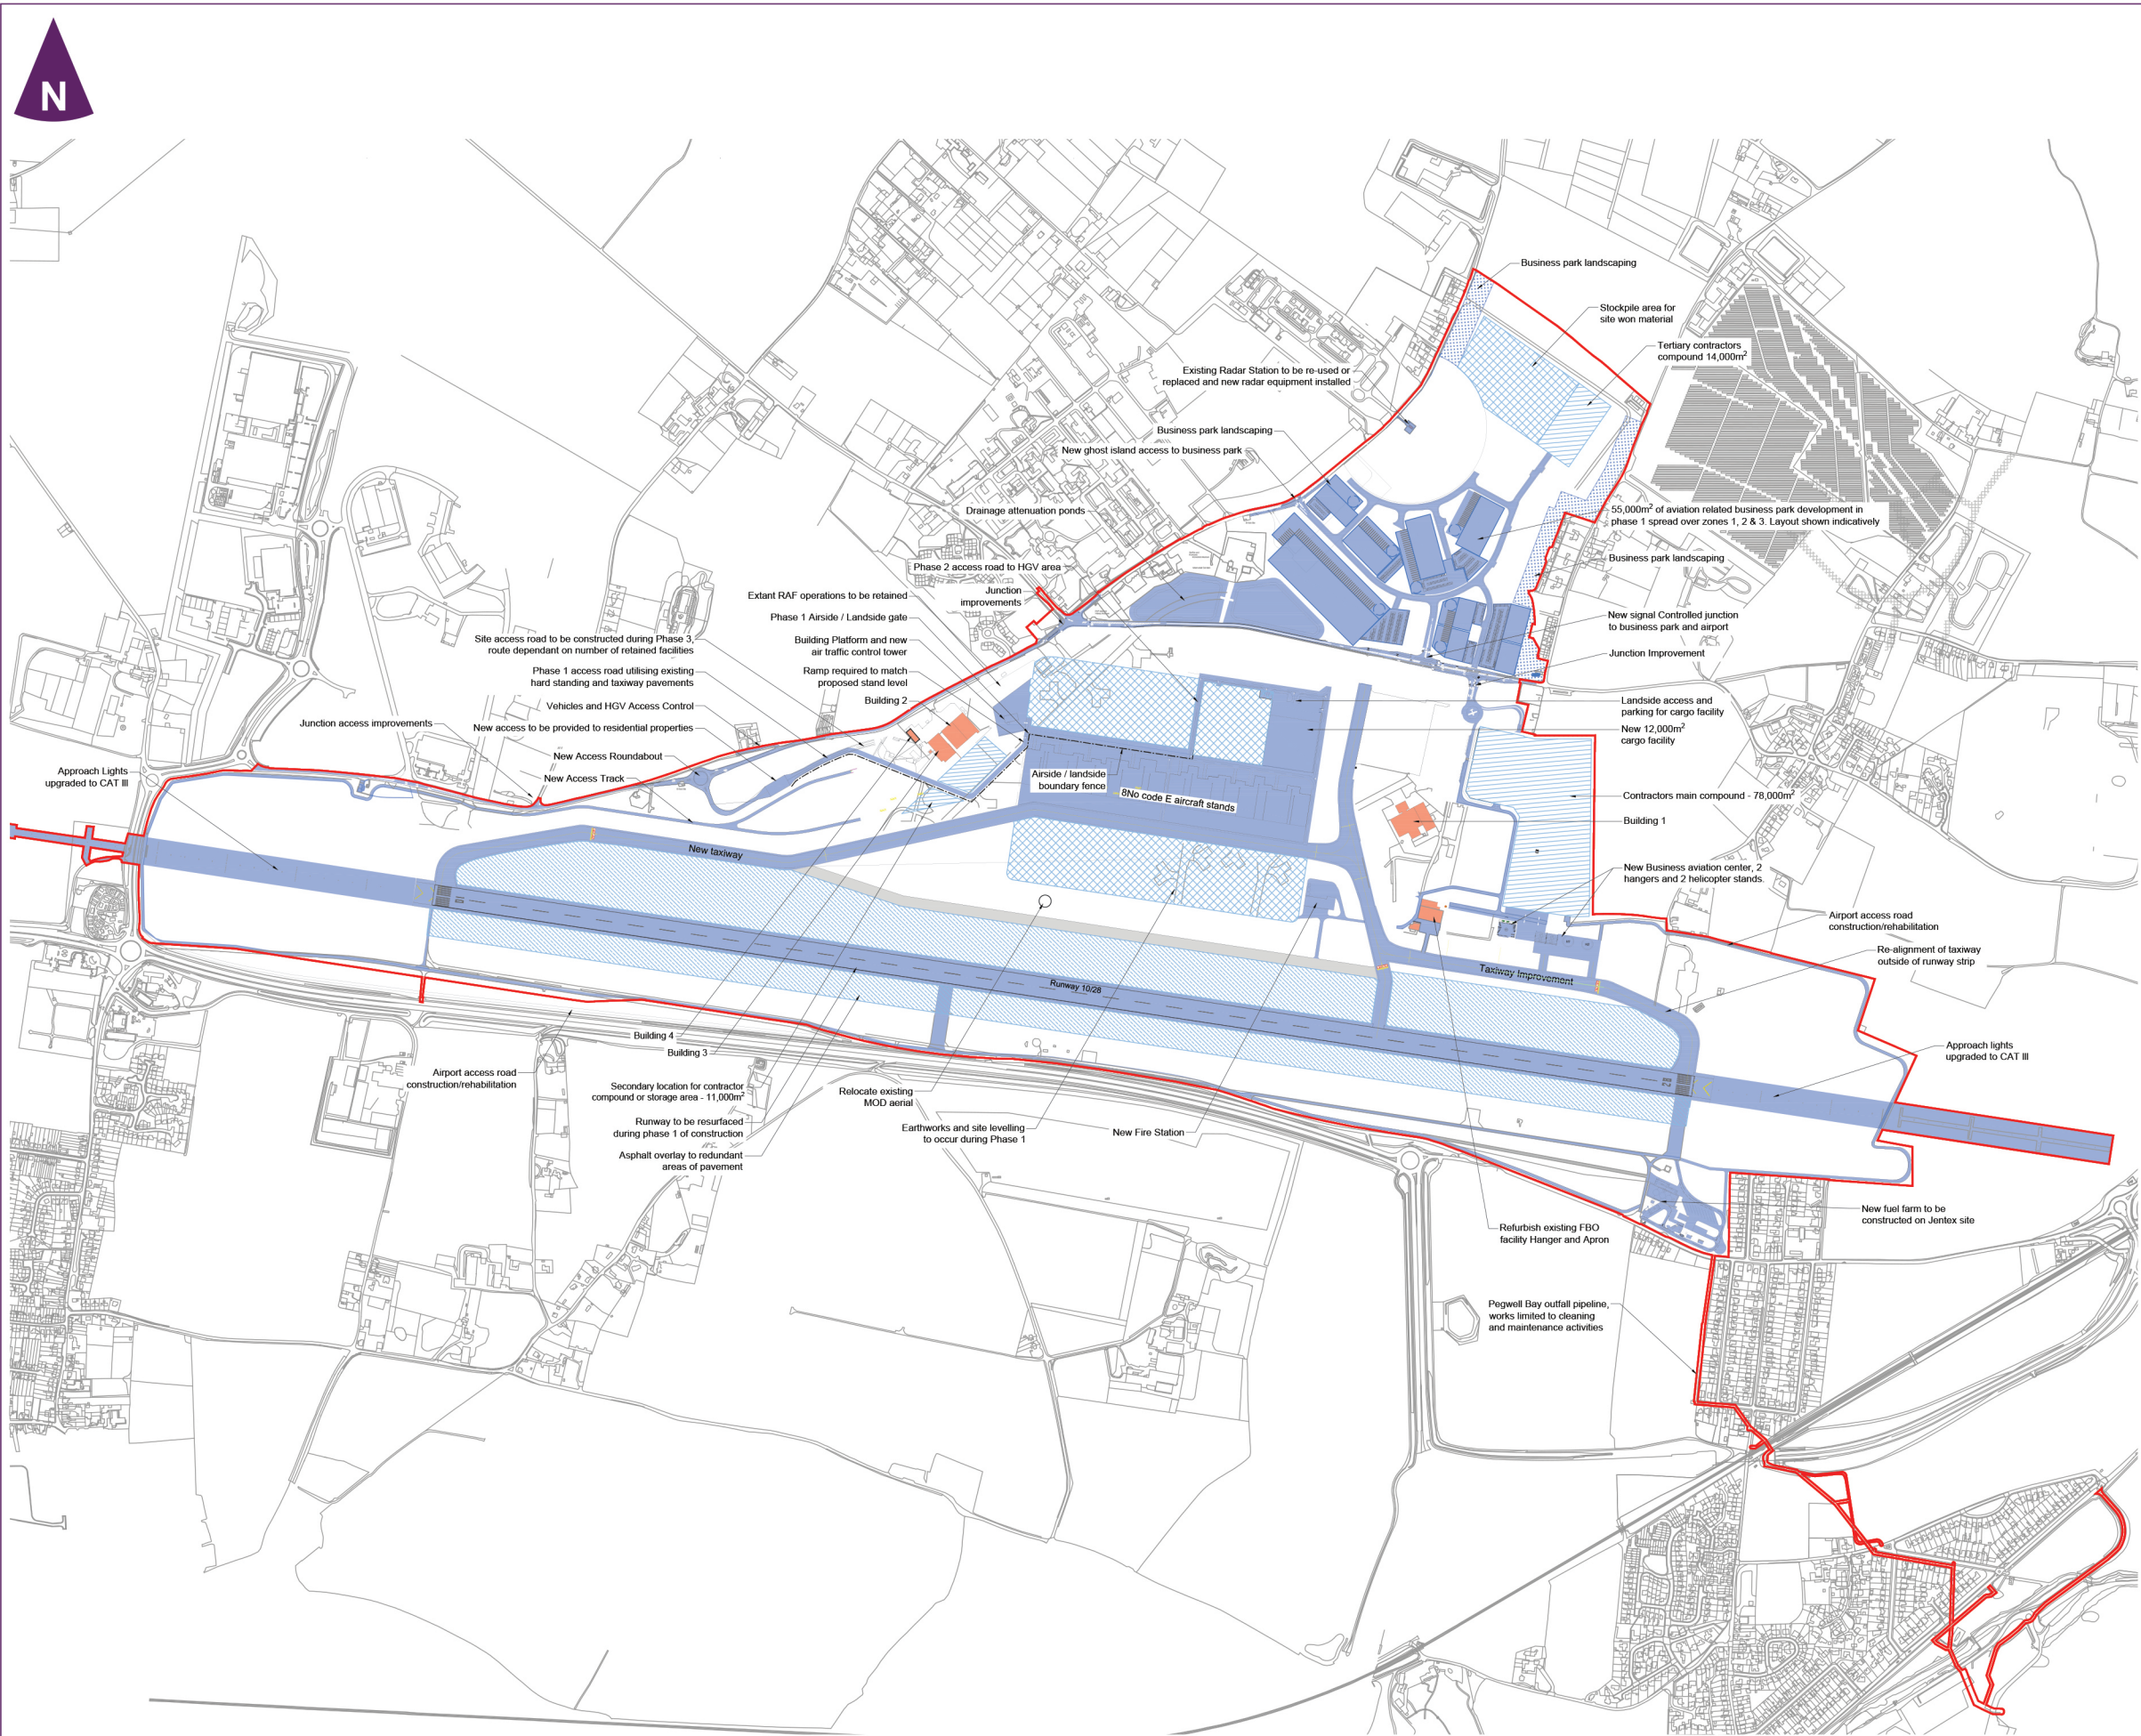 N
Business park landscaping
Stockpile area for
site won material
Tertiary contractors
compound 14,000m²
Existing Radar Station to be re-used or
replaced and new radar equipment installed
Business park landscaping
New ghost island access to business park
Drainage attenuation ponds
55,000m² of aviation related business park development in
phase 1 spread over zones 1, 2 & 3. Layout shown indicatively
Business park landscaping
Phase 2 access road to HGV area
Junction
improvements
Extant RAF operations to be retained
Phase 1 Airside / Landside gate
Building Platform and new
air traffic control tower
Ramp required to match
proposed stand level
Building 2
New signal Controlled junction
to business park and airport
Junction Improvement
Site access road to be constructed during Phase 3,
route dependant on number of retained facilities
Phase 1 access road utilising existing
hard standing and taxiway pavements
Vehicles and HGV Access Control
New access to be provided to residential properties
Junction access improvements
New Access Roundabout
New Access Track
Approach Lights
upgraded to CAT III
Landside access and
parking for cargo facility
New 12,000m²
cargo facility
Airside / landside
boundary fence
8No code E aircraft stands
Contractors main compound - 78,000m²
Building 1
New taxiway
New Business aviation center, 2
hangers and 2 helicopter stands.
Airport access road
construction/rehabilitation
Re-alignment of taxiway
outside of runway strip
Taxiway Improvement
Runway 10/28
10
28
Approach lights
upgraded to CAT III
Building 4
Building 3
Airport access road
construction/rehabilitation
Secondary location for contractor
compound or storage area - 11,000m²
Runway to be resurfaced
during phase 1 of construction
Asphalt overlay to redundant
areas of pavement
Relocate existing
MOD aerial
Earthworks and site levelling
to occur during Phase 1
New Fire Station
Refurbish existing FBO
facility Hanger and Apron
New fuel farm to be
constructed on Jentex site
Pegwell Bay outfall pipeline,
works limited to cleaning
and maintenance activities